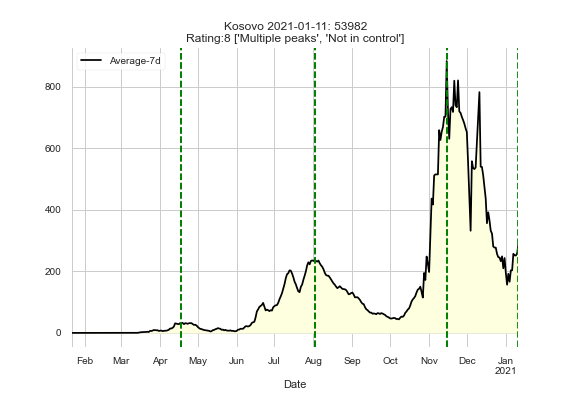 Kosovo 2021-01-11: 53982
Rating:8 ['Multiple peaks', 'Not in control']
Average-7d
800
600
400
200
0
Feb Mar Apr May Jun Jul Aug Sep Oct Nov Dec Jan
2021
Date